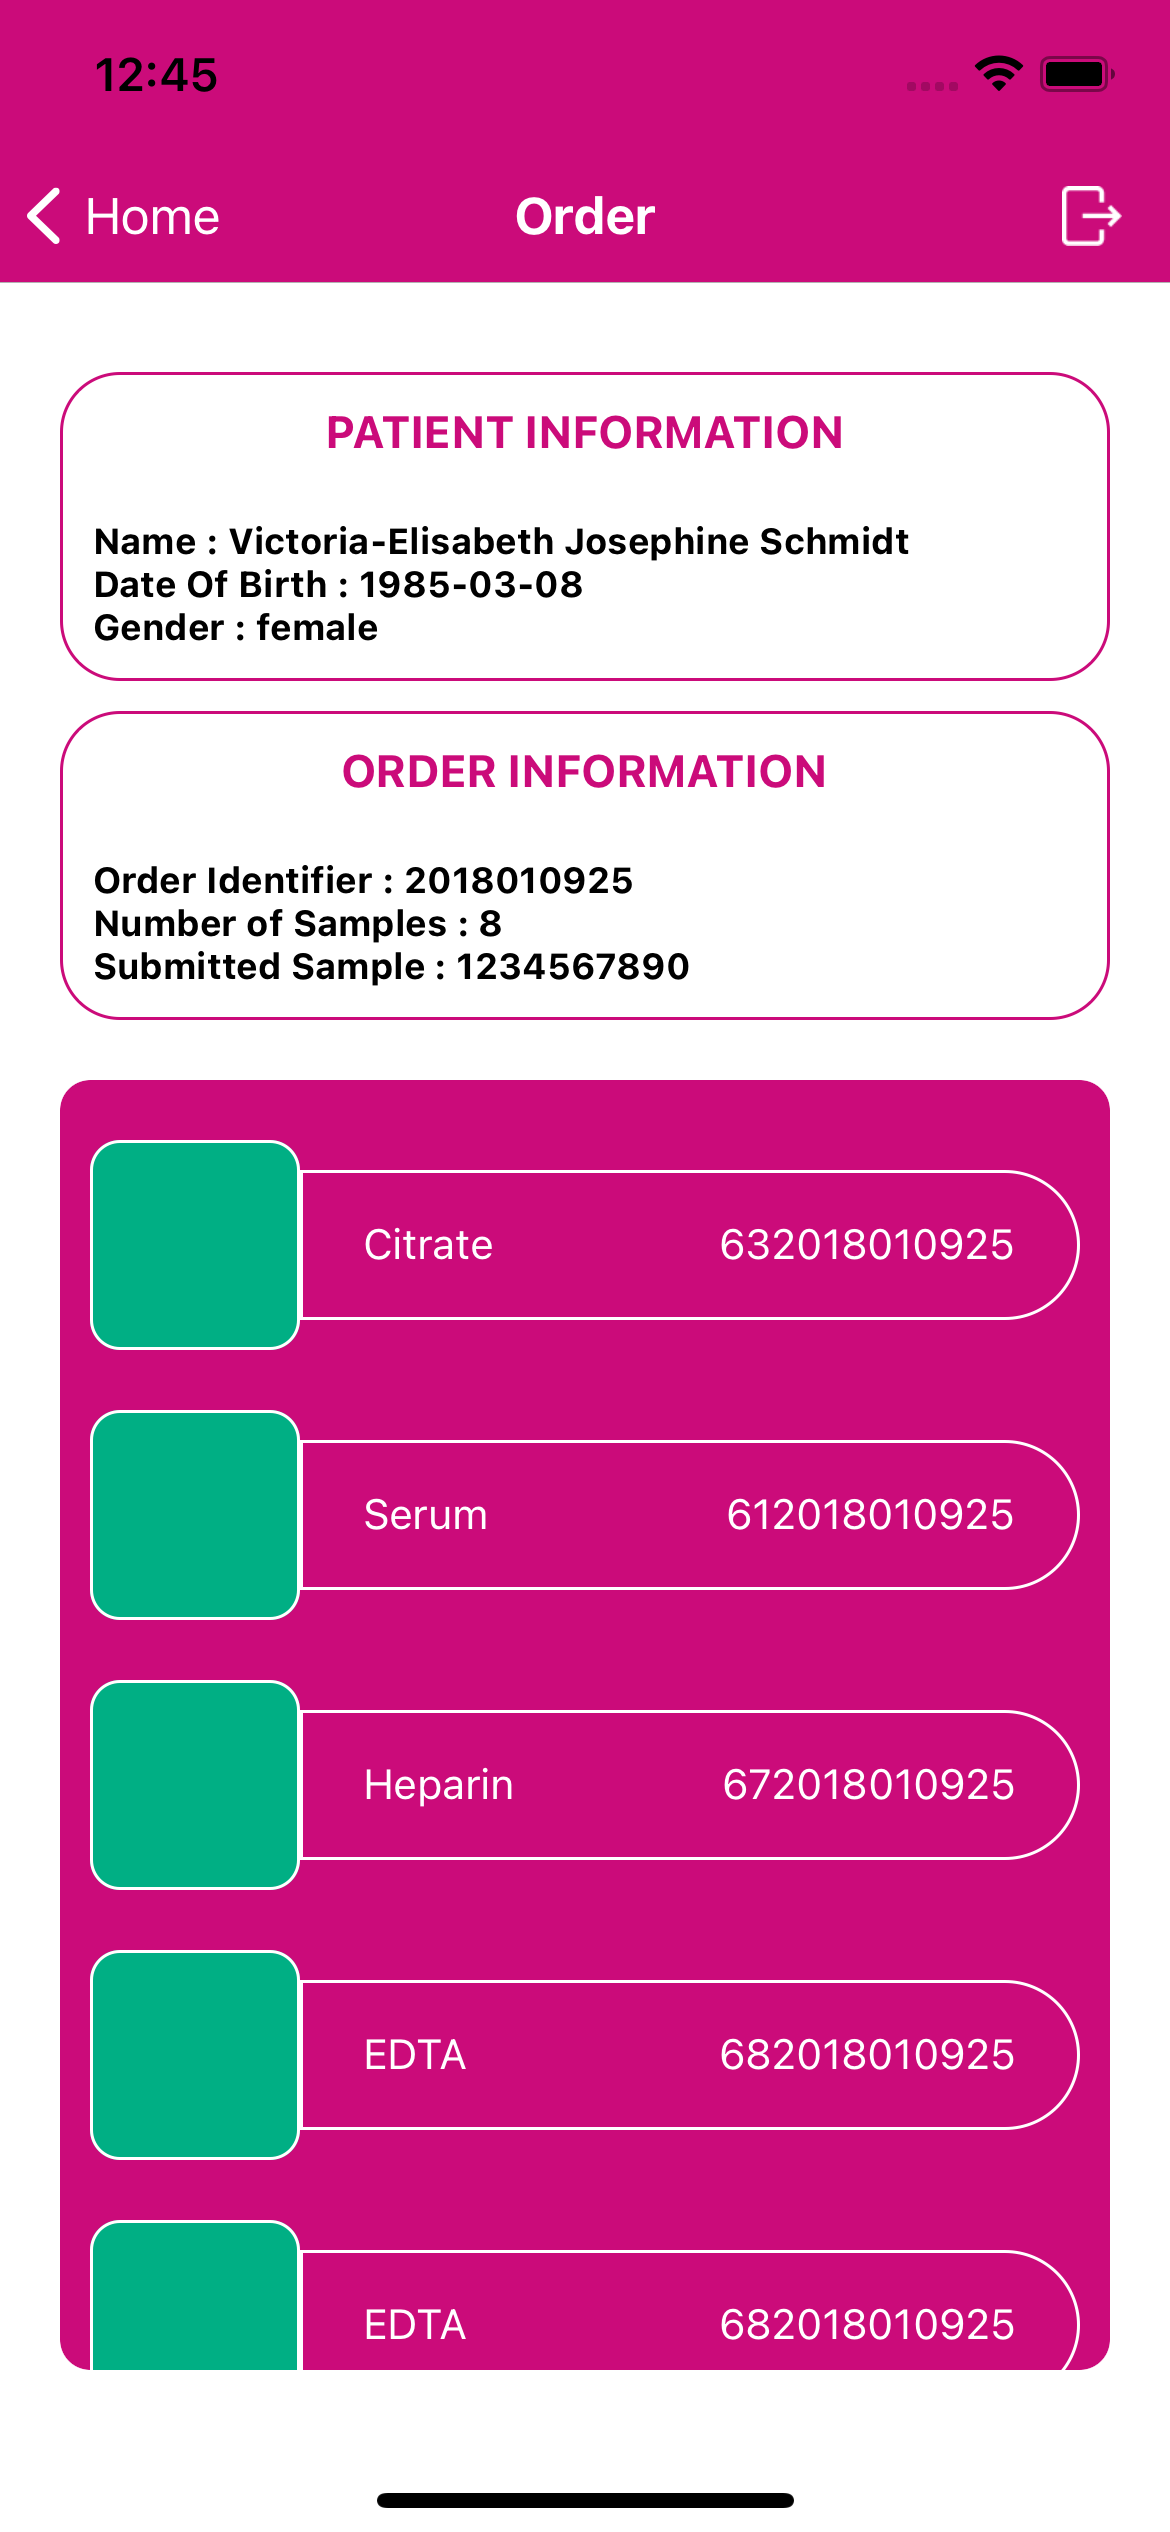 12:45
Home
Order
PATIENT INFORMATION
Name : Victoria-Elisabeth Josephine Schmidt
Date Of Birth : 1985-03-08
Gender : female
ORDER INFORMATION
Order Identifier : 2018010925
Number of Samples : 8
Submitted Sample : 1234567890
Citrate 632018010925
Serum 612018010925
Heparin 672018010925
EDTA 682018010925
EDTA 682018010925